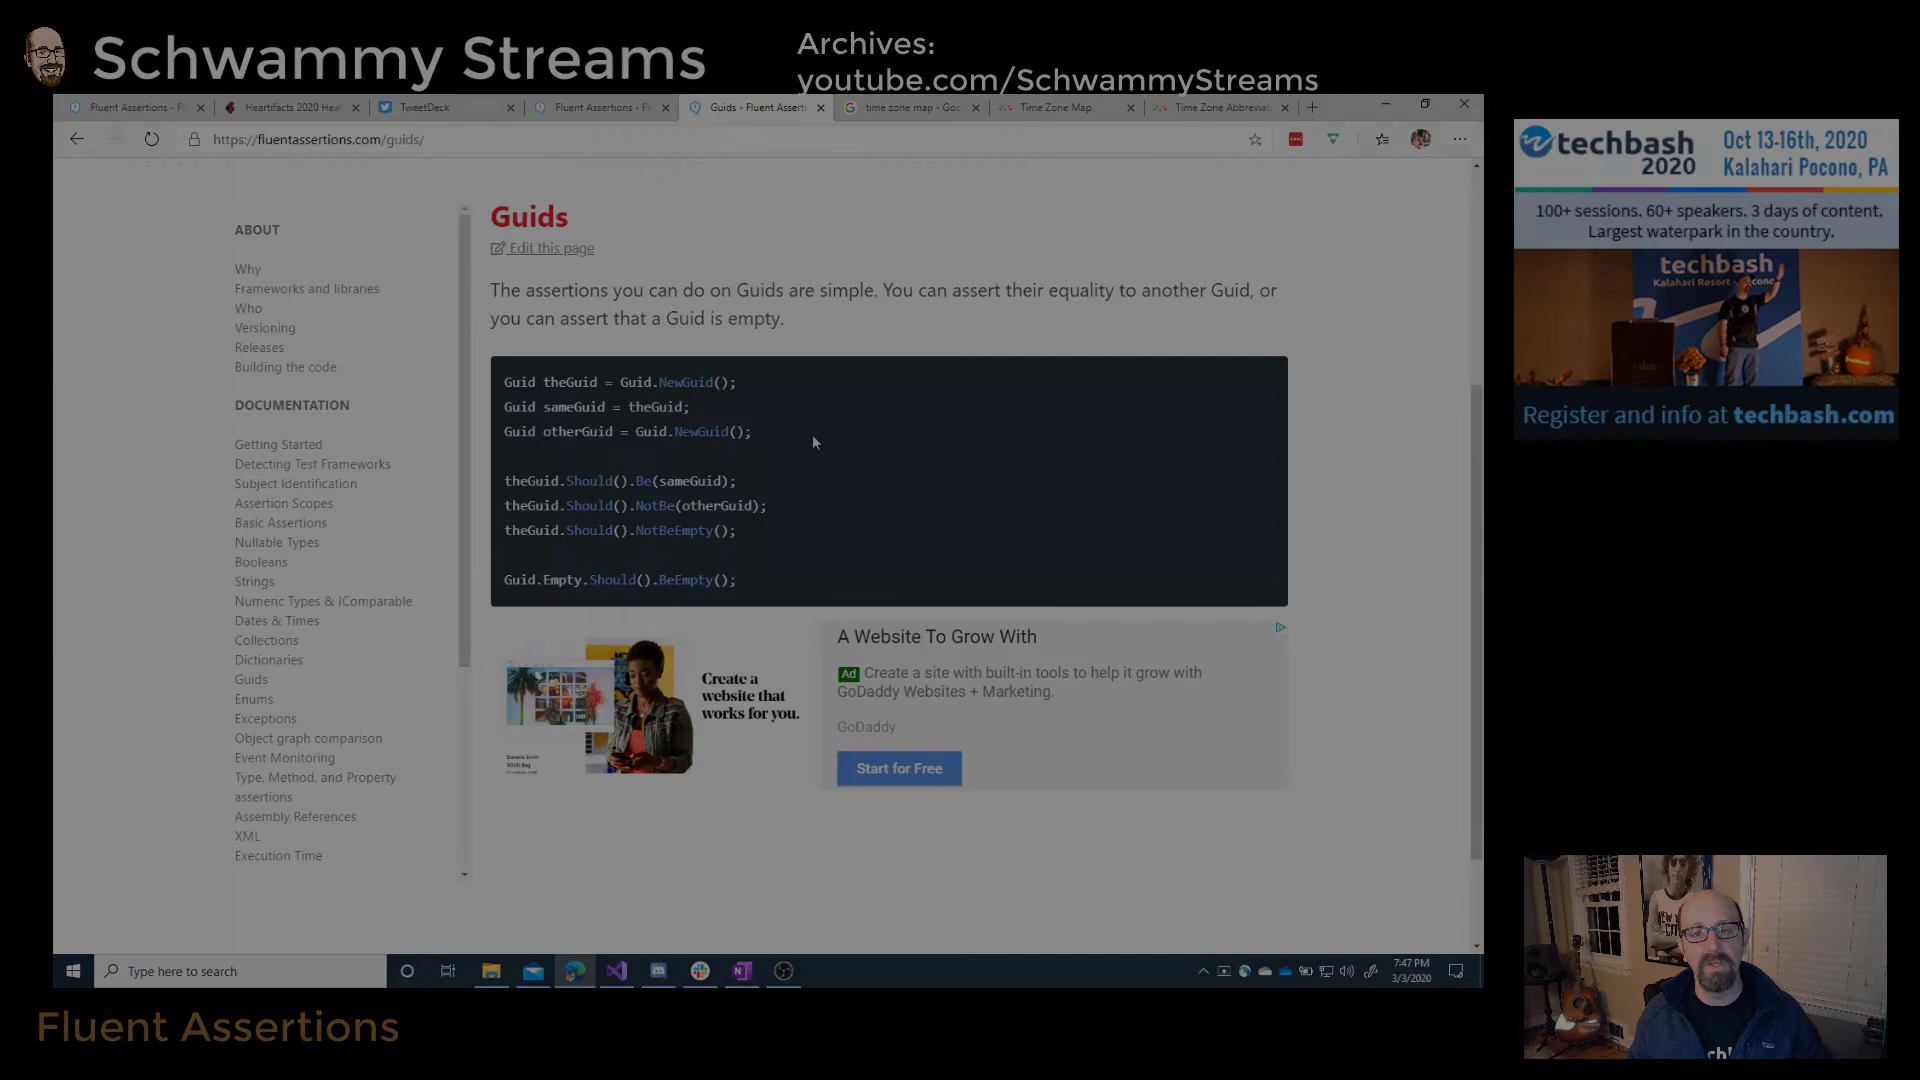 Schwammy Streams
Archives:
youtube.com/SchwammyStreams
Fluent Assertions - Fl
Heartifacts 2020 Heal
TweetDeck
Fluent Assertions - Fl
Guids - Fluent Asserti
time zone map - Goo
Time Zone Map
Time Zone Abbreviat
https://fluentassertions.com/guids/
ABOUT
Why
Frameworks and libraries
Who
Versioning
Releases
Building the code
DOCUMENTATION
Getting Started
Detecting Test Frameworks
Subject Identification
Assertion Scopes
Basic Assertions
Nullable Types
Booleans
Strings
Numeric Types & IComparable
Dates & Times
Collections
Dictionaries
Guids
Enums
Exceptions
Object graph comparison
Event Monitoring
Type, Method, and Property
assertions
Assembly References
XML
Execution Time
Guids
Edit this page
The assertions you can do on Guids are simple. You can assert their equality to another Guid, or
you can assert that a Guid is empty.
Guid theGuid = Guid.NewGuid();
Guid sameGuid = theGuid;
Guid otherGuid = Guid.NewGuid();
theGuid.Should().Be(sameGuid);
theGuid.Should().NotBe(otherGuid);
theGuid.Should().NotBeEmpty();
Guid.Empty.Should().BeEmpty();
Create a
website that
works for you.
A Website To Grow With
Ad Create a site with built-in tools to help it grow with
GoDaddy Websites + Marketing.
GoDaddy
Start for Free
Type here to search
7:47 PM
3/3/2020
techbash
2020
Oct 13-16th, 2020
Kalahari Pocono, PA
100+ sessions. 60+ speakers. 3 days of content.
Largest waterpark in the country.
techbash
Kalahari Resort
Register and info at techbash.com
Fluent Assertions